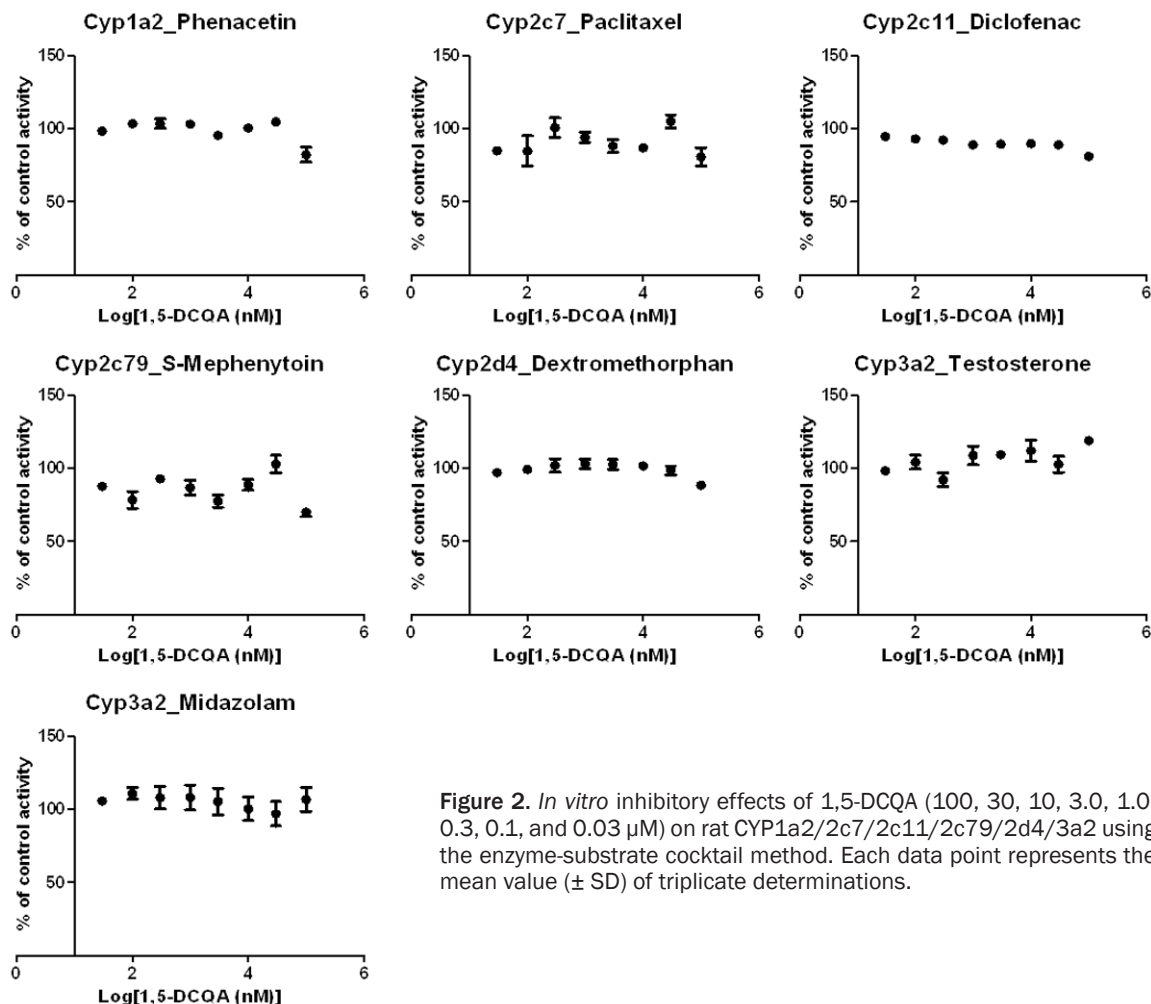 Cyp1a2_Phenacetin
150
100
50
% of control activity
0
2
4
6
Log[1,5-DCQA (nM)]
Cyp2c7_Paclitaxel
150
100
50
% of control activity
0
2
4
6
Log[1,5-DCQA (nM)]
Cyp2c11_Diclofenac
150
100
50
% of control activity
0
2
4
6
Log[1,5-DCQA (nM)]
Cyp2c79_S-Mephenytoin
150
100
50
% of control activity
0
2
4
6
Log[1,5-DCQA (nM)]
Cyp2d4_Dextromethorphan
150
100
50
% of control activity
0
2
4
6
Log[1,5-DCQA (nM)]
Cyp3a2_Testosterone
150
100
50
% of control activity
0
2
4
6
Log[1,5-DCQA (nM)]
Cyp3a2_Midazolam
150
100
50
% of control activity
0
2
4
6
Log[1,5-DCQA (nM)]
Figure 2. In vitro inhibitory effects of 1,5-DCQA (100, 30, 10, 3.0, 1.0
0.3, 0.1, and 0.03 µM) on rat CYP1a2/2c7/2c11/2c79/2d4/3a2 using
the enzyme-substrate cocktail method. Each data point represents the
mean value (± SD) of triplicate determinations.